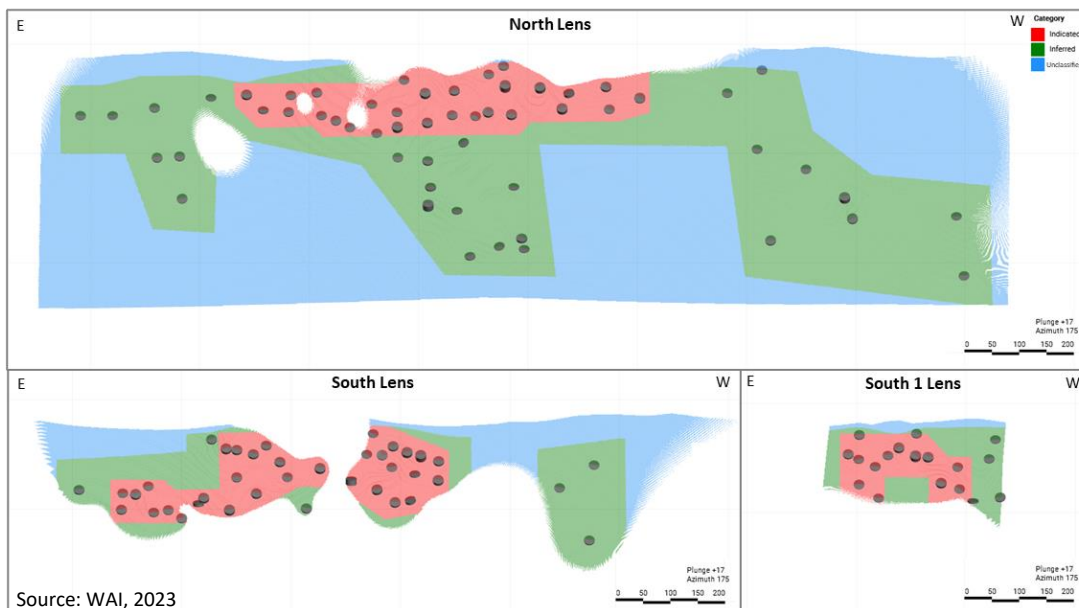 E North Lens W
Category
Indicated
Inferred
Unclassifie
Plunge +17
Azimuth 175
0 50 100 150 200
E South Lens W
Plunge +17
Azimuth 175
0 50 100 150 200
Source: WAI, 2023
E South 1 Lens W
Plunge +17
Azimuth 175
0 50 100 150 200